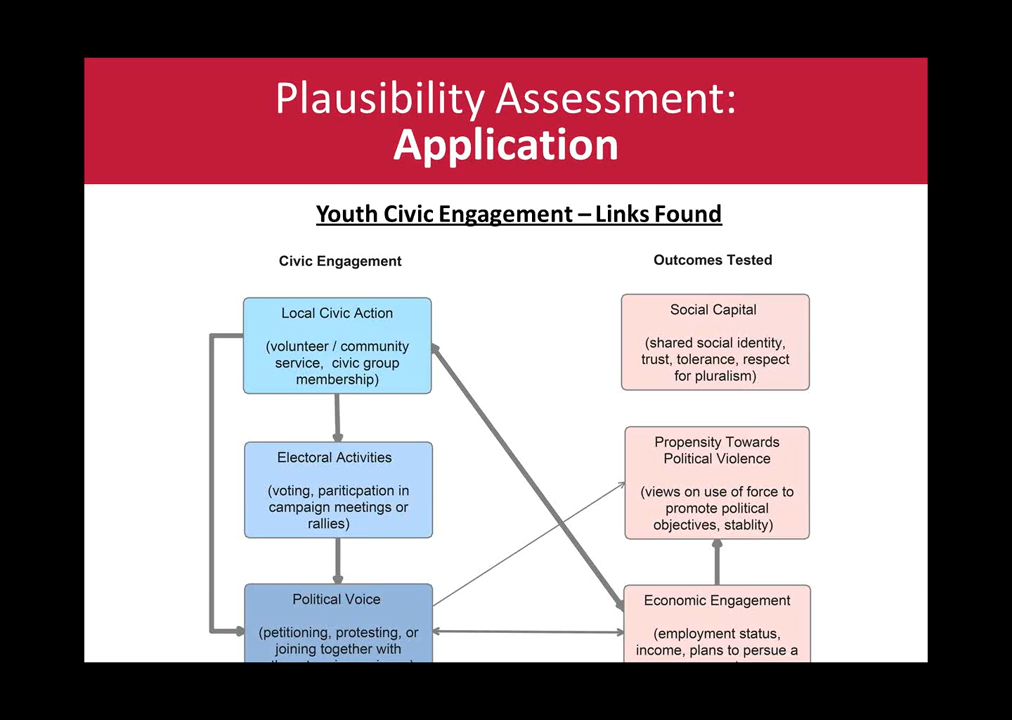 Plausibility Assessment:
Application
Youth Civic Engagement – Links Found
Civic Engagement
Outcomes Tested
Local Civic Action
(volunteer / community
service, civic group
membership)
Social Capital
(shared social identity,
trust, tolerance, respect
for pluralism)
Electoral Activities
(voting, pariticpation in
campaign meetings or
rallies)
Propensity Towards
Political Violence
(views on use of force to
promote political
objectives, stablity)
Political Voice
(petitioning, protesting, or
joining together with
Economic Engagement
(employment status,
income, plans to persue a